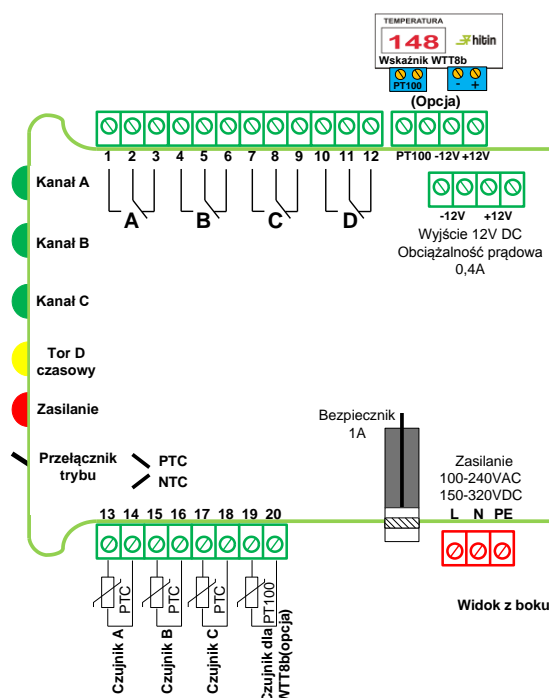 TEMPERATURA
148 hitin
Wskaźnik WTT8b
PT100 - +
(Opcja)
1 2 3 4 5 6 7 8 9 10 11 12
PT100 -12V +12V
A B C D
-12V +12V
Wyjście 12V DC
Obciążalność prądowa
0,4A
Kanał A
Kanał B
Kanał C
Tor D
czasowy
Zasilanie
Przełącznik
trybu
PTC
NTC
Bezpiecznik
1A
Zasilanie
100-240VAC
150-320VDC
L N PE
13 14 15 16 17 18 19 20
PTC PTC PTC PT100
Czujnik A
Czujnik B
Czujnik C
Czujnik dla
WTT8b(opcja)
Widok z boku